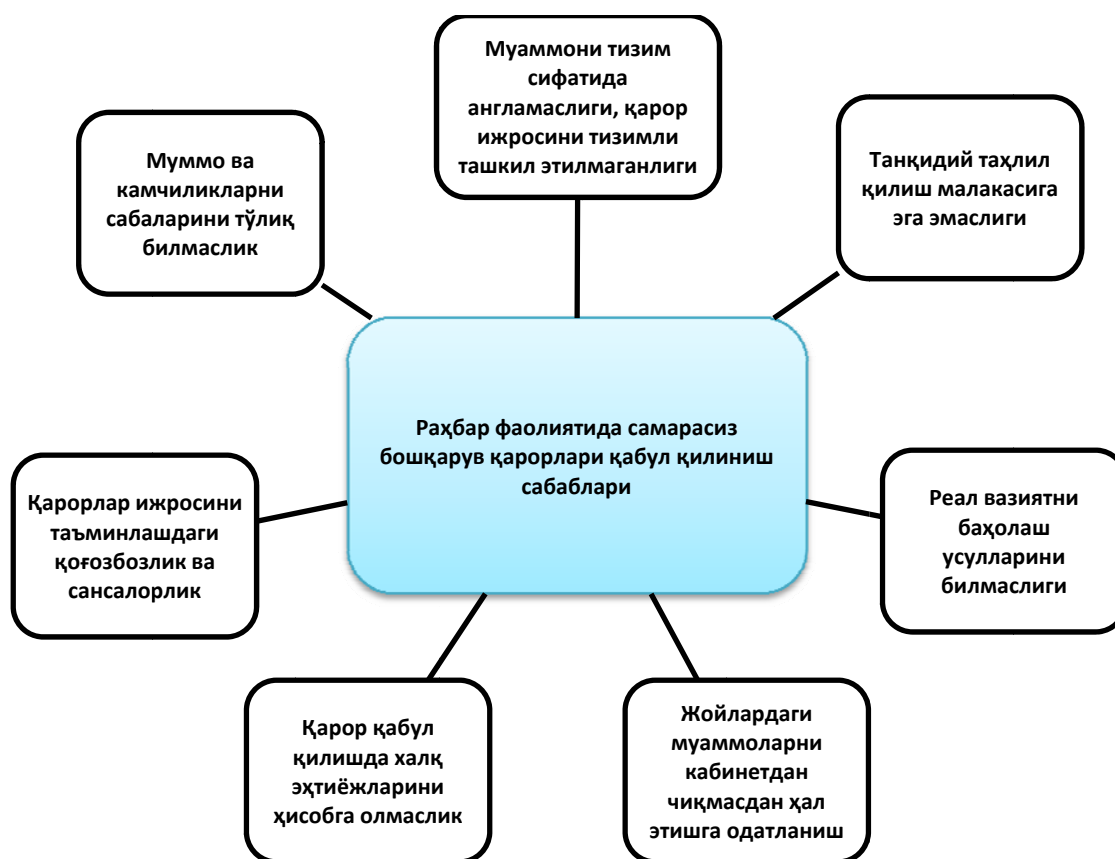 Муаммони тизим
сифатида
англамаслиги, қарор
ижросини тизимли
ташкил этилмаганлиги
Муммо ва
камчиликларни
сабаларини тўлиқ
билмаслик
Танқидий таҳлил
қилиш малакасига
эга эмаслиги
Раҳбар фаолиятида самарасиз
бошқарув қарорлари қабул қилиниш
сабаблари
Қарорлар ижросини
таъминлашдаги
қоғозбозлик ва
сансалорлик
Реал вазиятни
баҳолаш
усулларини
билмаслиги
Қарор қабул
қилишда халқ
эҳтиёжларини
ҳисобга олмаслик
Жойлардаги
муаммоларни
кабинетдан
чиқмасдан ҳал
этишга одатланиш